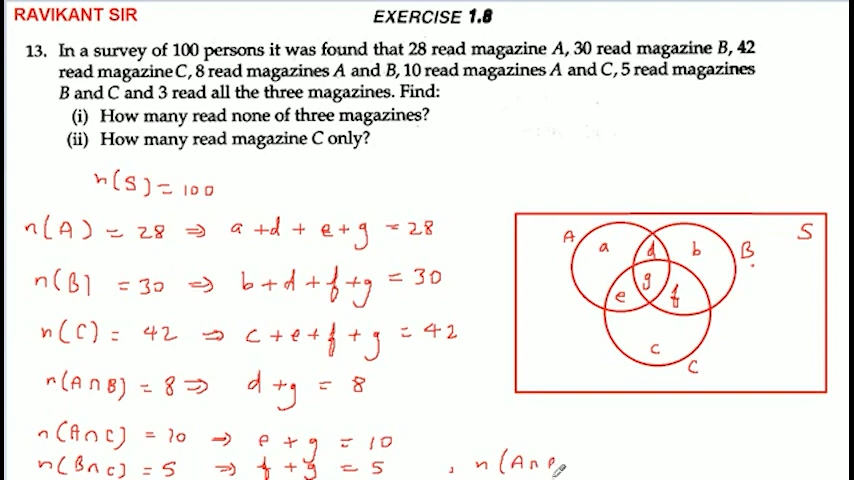 RAVIKANT SIR
EXERCISE 1.8
13. In a survey of 100 persons it was found that 28 read magazine A, 30 read magazine B, 42
read magazine C, 8 read magazines A and B, 10 read magazines A and C, 5 read magazines
B and C and 3 read all the three magazines. Find:
(i) How many read none of three magazines?
(ii) How many read magazine C only?
n(S) = 100
n(A) = 28 ⇒ a+d+e+g = 28
n(B) = 30 ⇒ b+d+f+g = 30
n(C) = 42 ⇒ c+e+f+g = 42
n(A∩B) = 8 ⇒ d+g = 8
n(A∩C) = 10 ⇒ e+g = 10
n(B∩C) = 5 ⇒ f+g = 5 , n(A∩B
S
A a d b B
g
e f
c
C